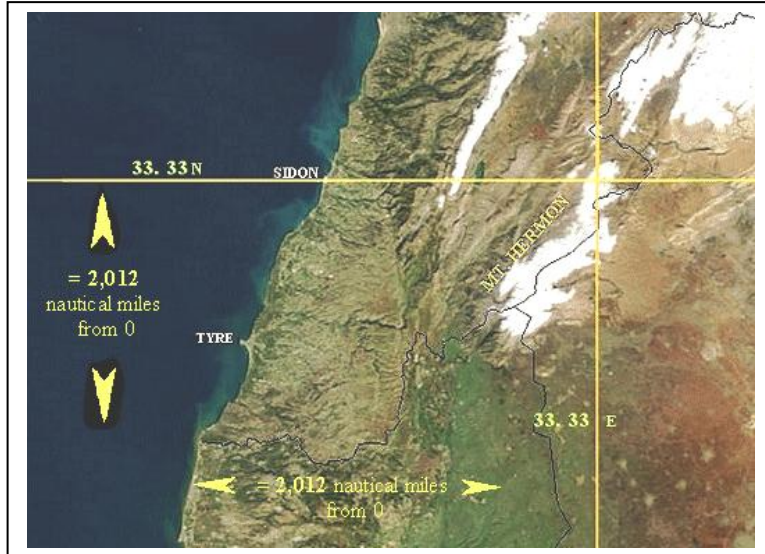 33. 33 N
SIDON
MT. HERMON
= 2,012
nautical miles
from 0
TYRE
33. 33 E
= 2,012 nautical miles
from 0